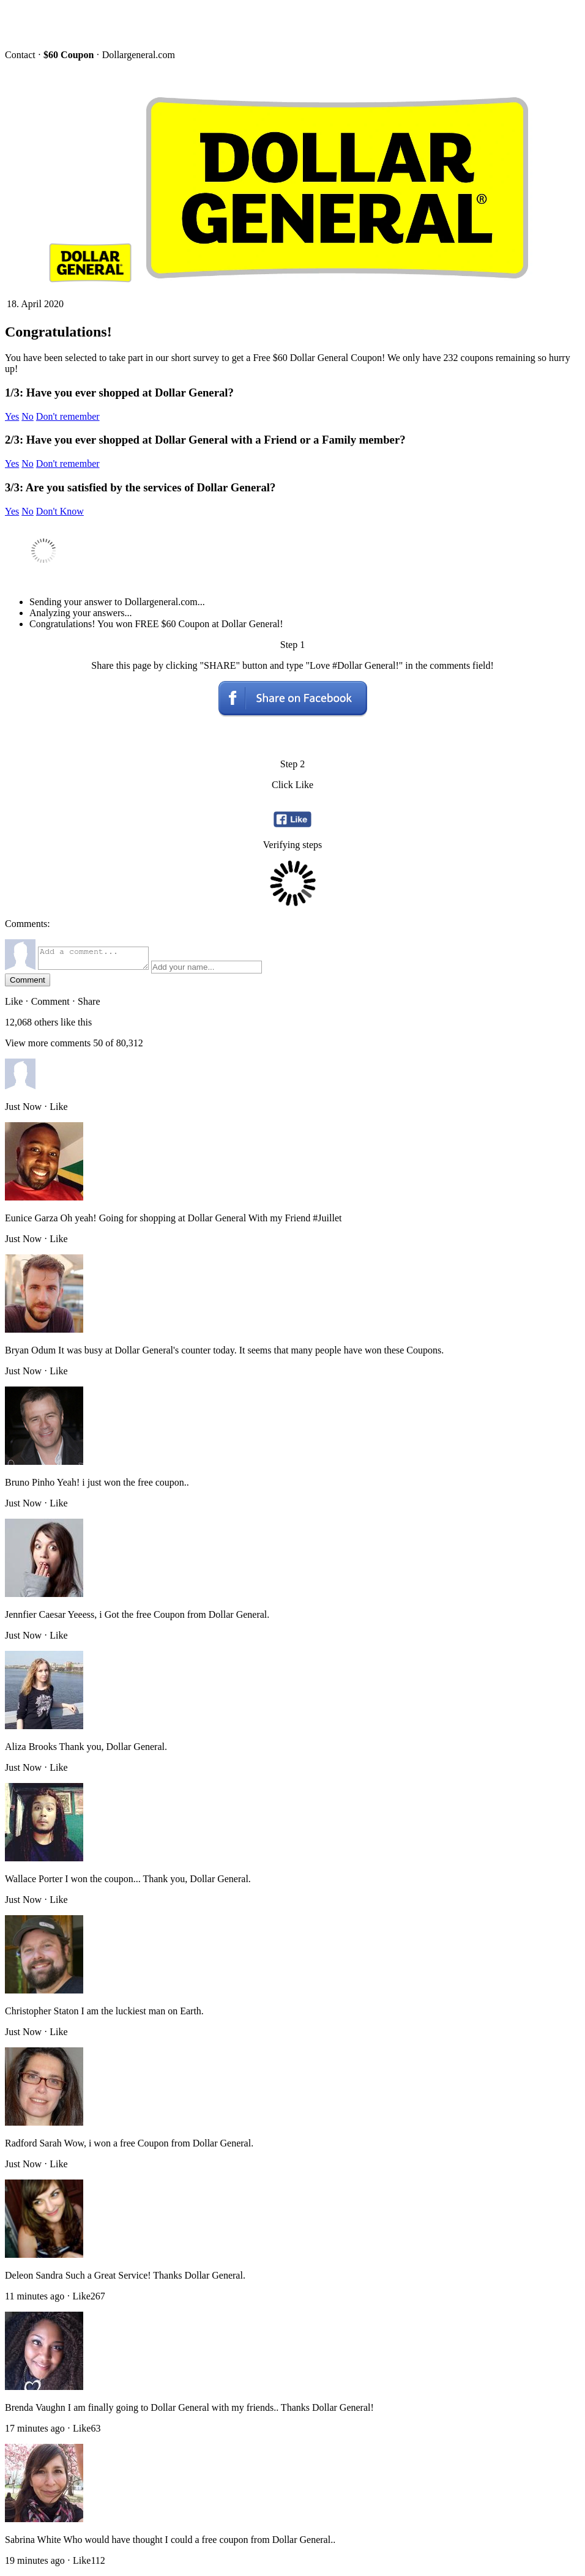 Contact · $60 Coupon · Dollargeneral.com
DOLLAR
GENERAL
DOLLAR
GENERAL®
18. April 2020
Congratulations!
You have been selected to take part in our short survey to get a Free $60 Dollar General Coupon! We only have 232 coupons remaining so hurry
up!
1/3: Have you ever shopped at Dollar General?
Yes No Don't remember
2/3: Have you ever shopped at Dollar General with a Friend or a Family member?
Yes No Don't remember
3/3: Are you satisfied by the services of Dollar General?
Yes No Don't Know
Sending your answer to Dollargeneral.com...
Analyzing your answers...
Congratulations! You won FREE $60 Coupon at Dollar General!
Step 1
Share this page by clicking "SHARE" button and type "Love #Dollar General!" in the comments field!
Share on Facebook
Step 2
Click Like
Like
Verifying steps
Comments:
Add a comment...
Add your name...
Comment
Like · Comment · Share
12,068 others like this
View more comments 50 of 80,312
Just Now · Like
Eunice Garza Oh yeah! Going for shopping at Dollar General With my Friend #Juillet
Just Now · Like
Bryan Odum It was busy at Dollar General's counter today. It seems that many people have won these Coupons.
Just Now · Like
Bruno Pinho Yeah! i just won the free coupon..
Just Now · Like
Jennfier Caesar Yeeess, i Got the free Coupon from Dollar General.
Just Now · Like
Aliza Brooks Thank you, Dollar General.
Just Now · Like
Wallace Porter I won the coupon... Thank you, Dollar General.
Just Now · Like
Christopher Staton I am the luckiest man on Earth.
Just Now · Like
Radford Sarah Wow, i won a free Coupon from Dollar General.
Just Now · Like
Deleon Sandra Such a Great Service! Thanks Dollar General.
11 minutes ago · Like267
Brenda Vaughn I am finally going to Dollar General with my friends.. Thanks Dollar General!
17 minutes ago · Like63
Sabrina White Who would have thought I could a free coupon from Dollar General..
19 minutes ago · Like112